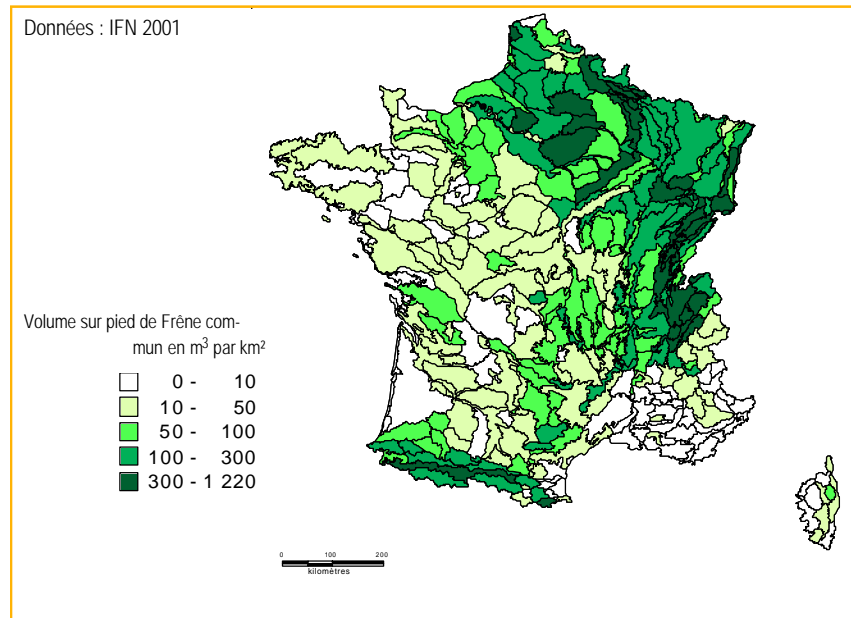 Données : IFN 2001
Volume sur pied de Frêne com-
mun en m³ par km²
0 - 10
10 - 50
50 - 100
100 - 300
300 - 1 220
0 100 200
kilomètres